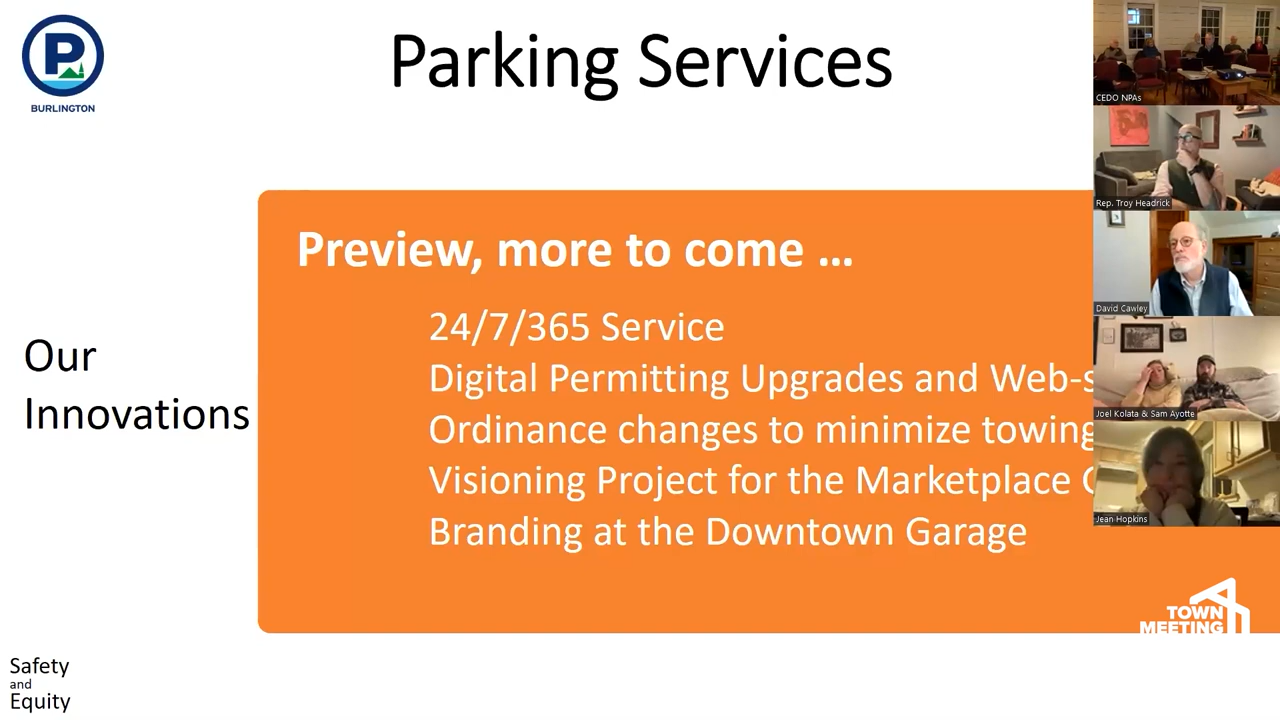 P
BURLINGTON
Parking Services
Our
Innovations
Preview, more to come ...
24/7/365 Service
Digital Permitting Upgrades and
Ordinance changes to minimize towing
Visioning Project for the Marketplace
Branding at the Downtown Garage
Safety
and
Equity
TOWN
MEETING
CEDO NPAs
Rep. Troy Headrick
David Cawley
Joel Kolata & Sam Ayotte
Jean Hopkins